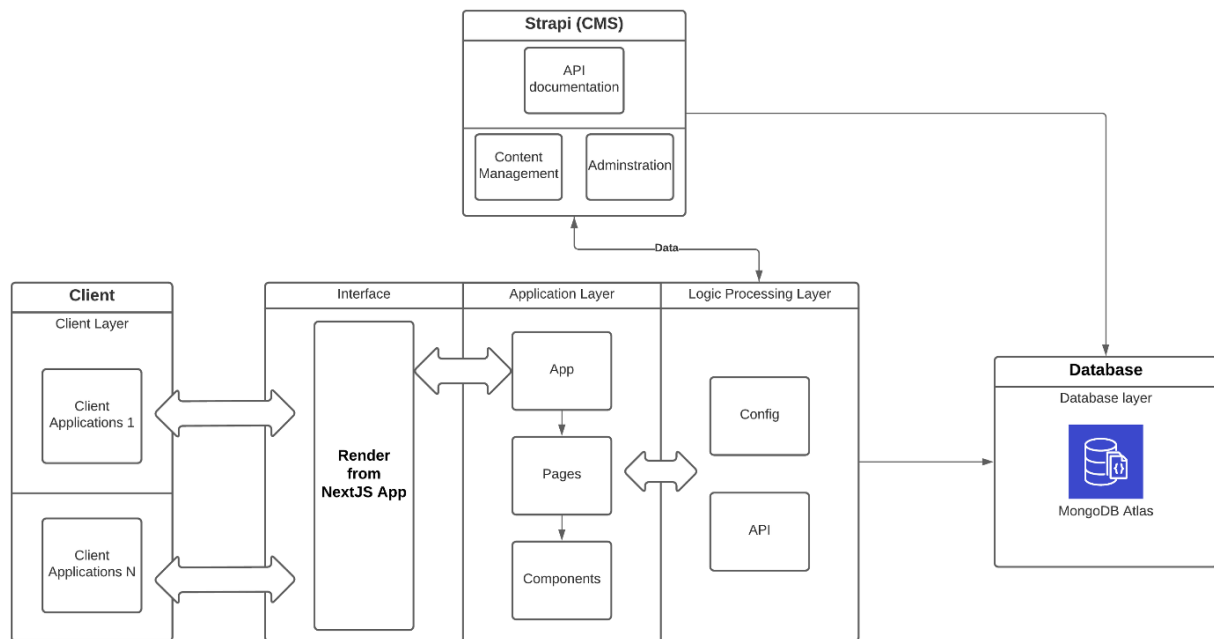 Strapi (CMS)
API
documentation
Content
Management
Adminstration
Data
Client
Client Layer
Client
Applications 1
Client
Applications N
Interface
Render
from
NextJS App
Application Layer
App
Pages
Components
Logic Processing Layer
Config
API
Database
Database layer
MongoDB Atlas